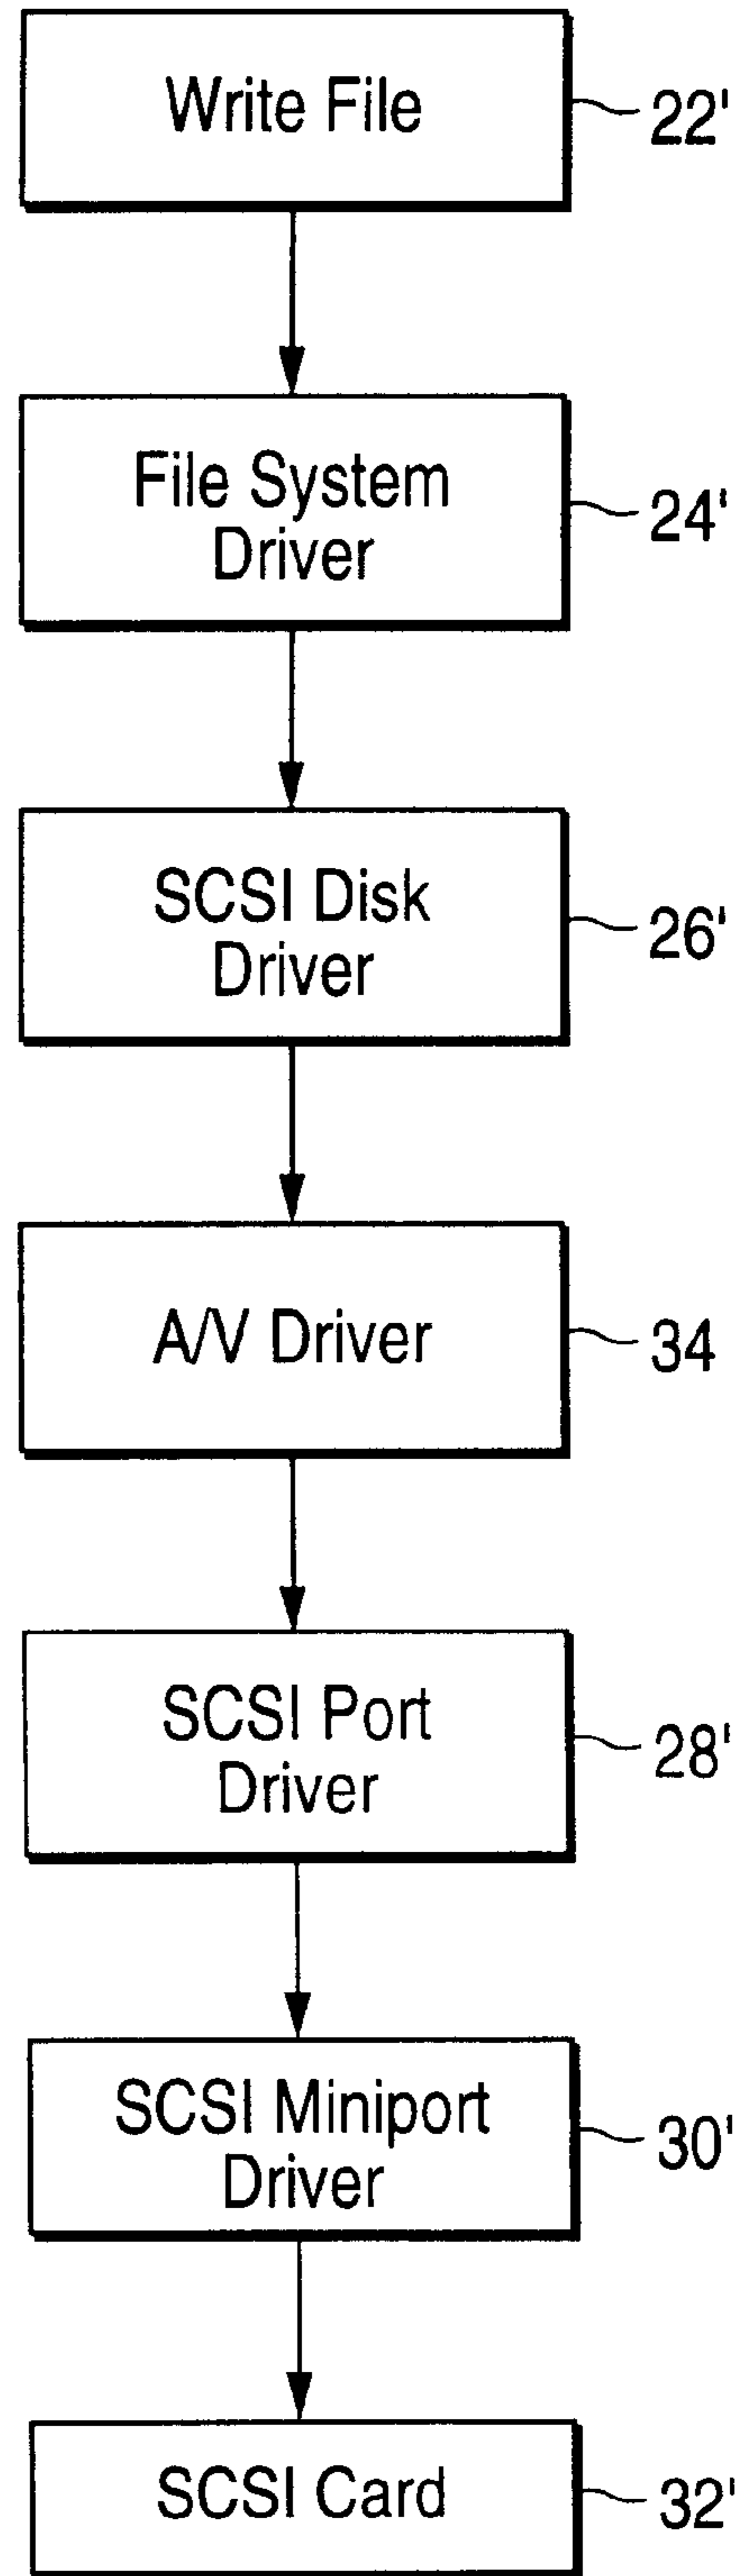 Write File
22'
File System
Driver
24'
SCSI Disk
Driver
26'
A/V Driver
34
SCSI Port
Driver
28'
SCSI Miniport
Driver
30'
SCSI Card
32'